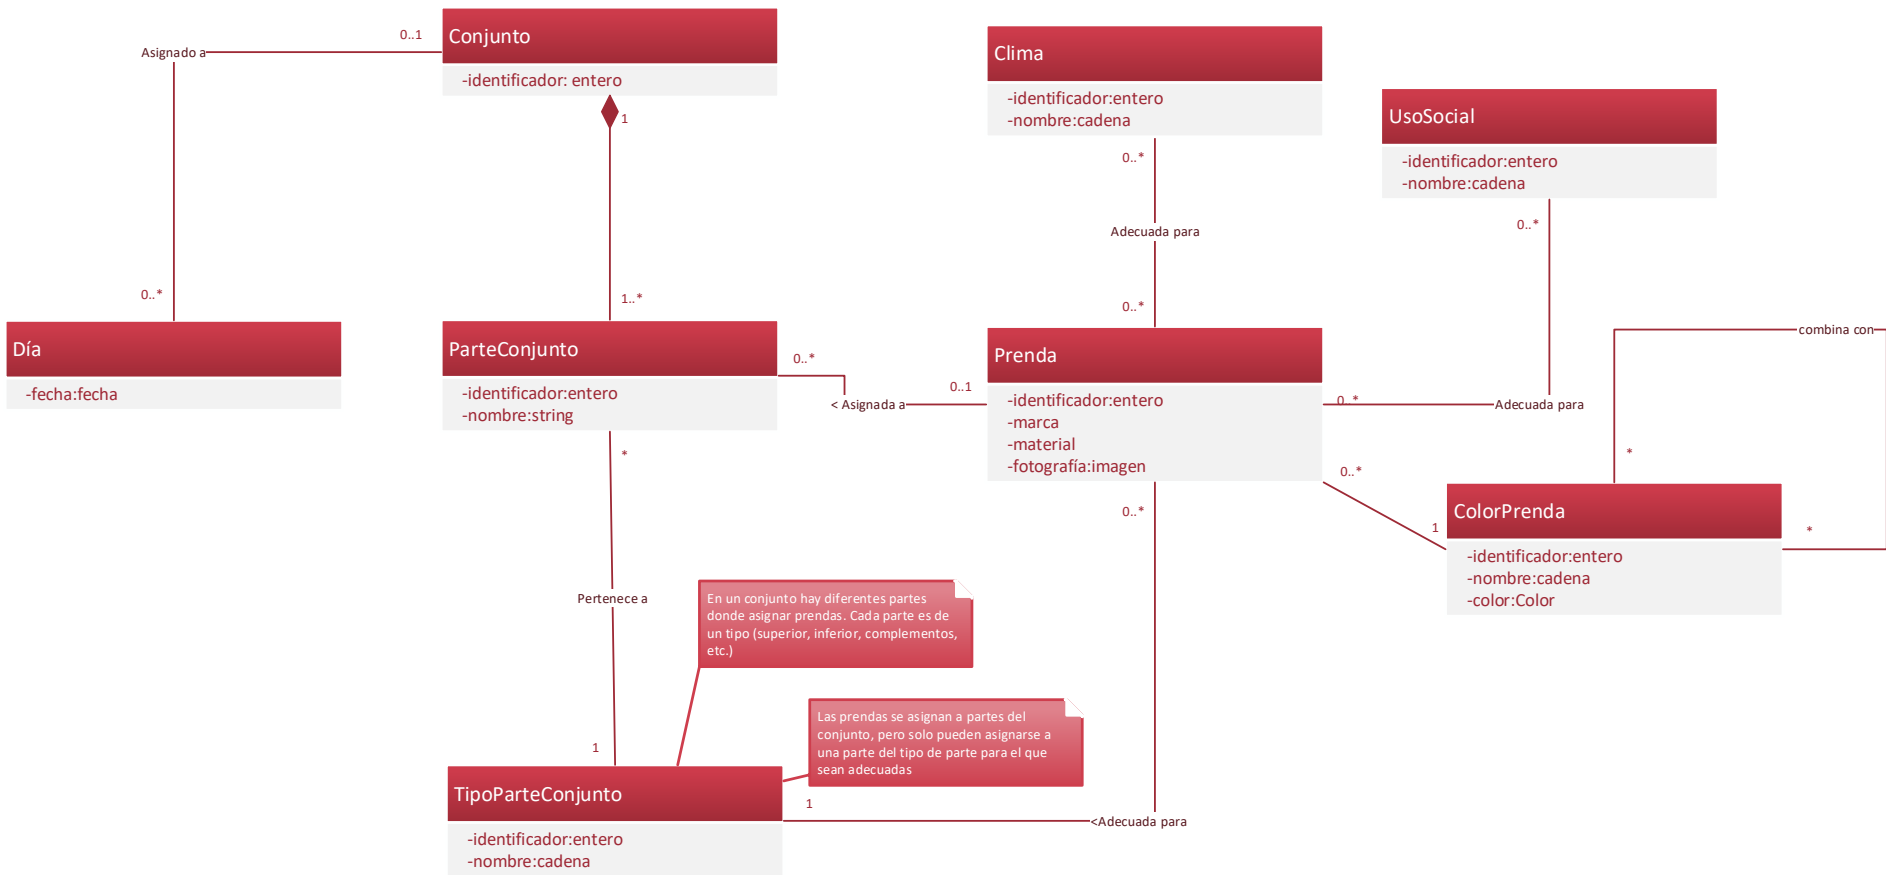 Conjunto
-identificador: entero
0..1
Asignado a
1
1..*
0..*
Día
-fecha:fecha
ParteConjunto
-identificador:entero
-nombre:string
0..*
< Asignada a
0..1
Clima
-identificador:entero
-nombre:cadena
0..*
Adecuada para
0..*
Prenda
-identificador:entero
-marca
-material
-fotografía:imagen
UsoSocial
-identificador:entero
-nombre:cadena
0..*
Adecuada para
0..*
combina con
*
*
0..*
1
ColorPrenda
-identificador:entero
-nombre:cadena
-color:Color
0..*
*
Pertenece a
1
En un conjunto hay diferentes partes
donde asignar prendas. Cada parte es de
un tipo (superior, inferior, complementos,
etc.)
Las prendas se asignan a partes del
conjunto, pero solo pueden asignarse a
una parte del tipo de parte para el que
sean adecuadas
TipoParteConjunto
-identificador:entero
-nombre:cadena
1
<Adecuada para